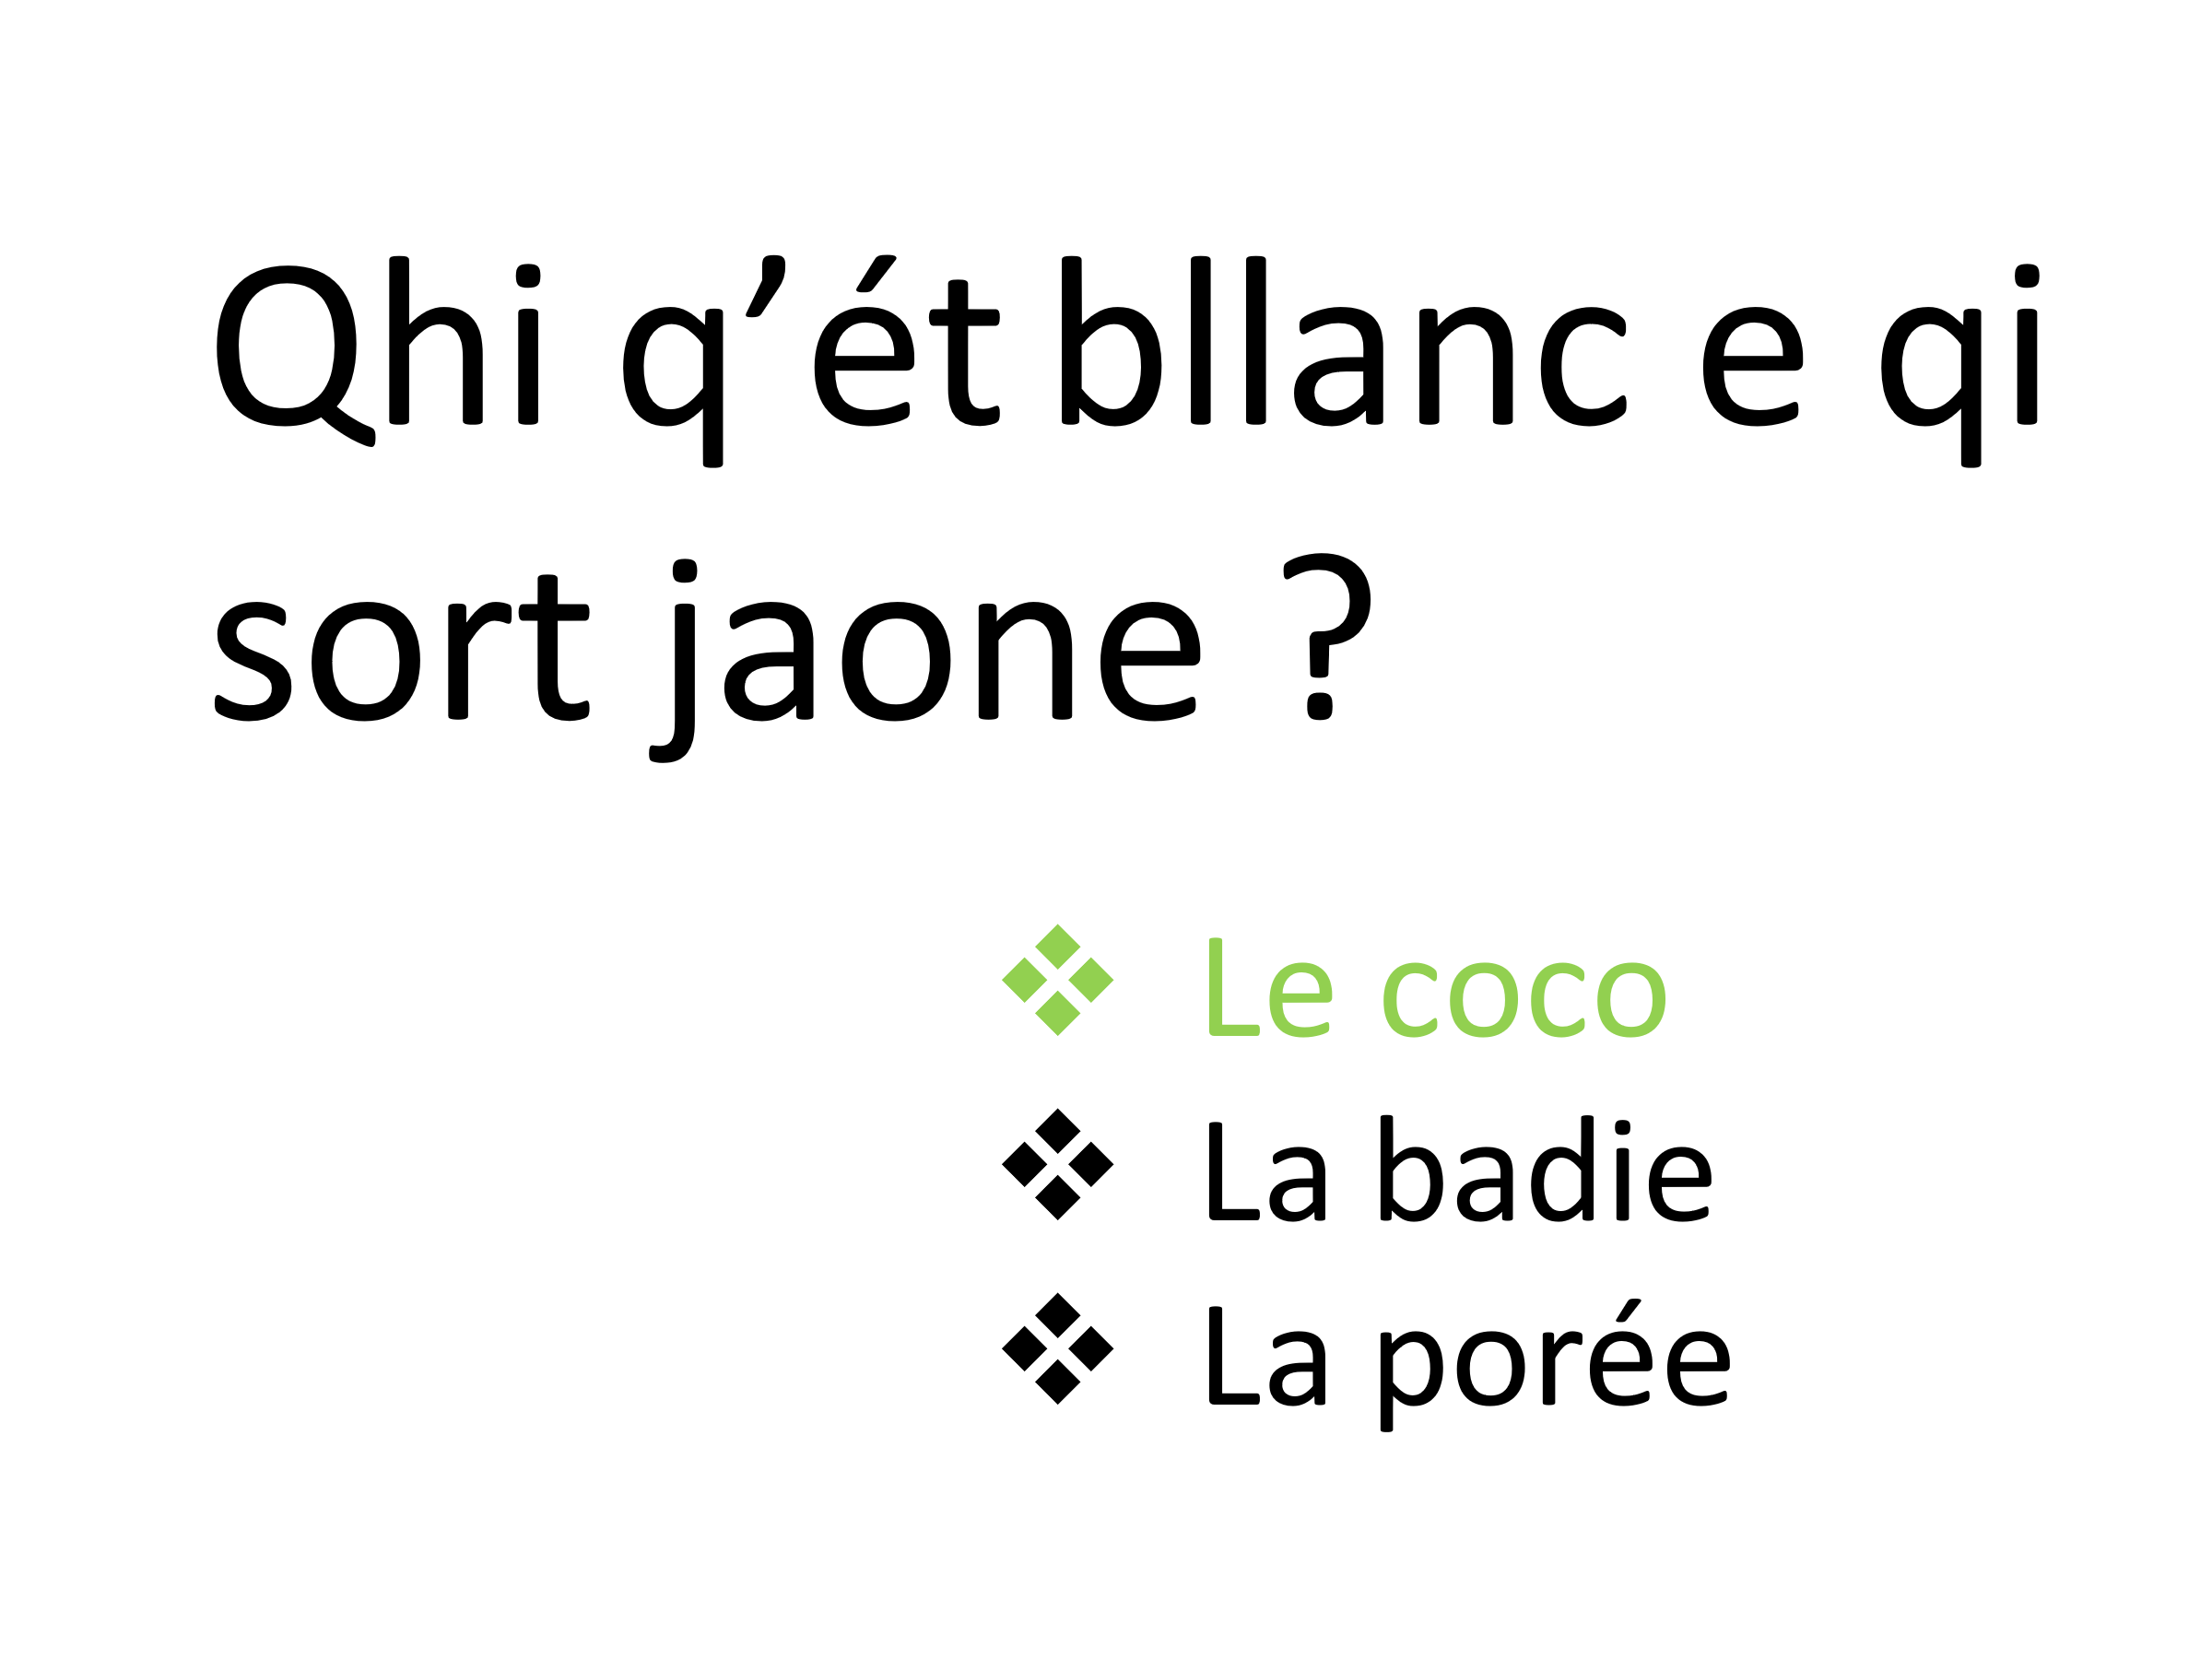 Qhi q’ét bllanc e qi
sort jaone ?
❖ Le coco
❖ La badie
❖ La porée